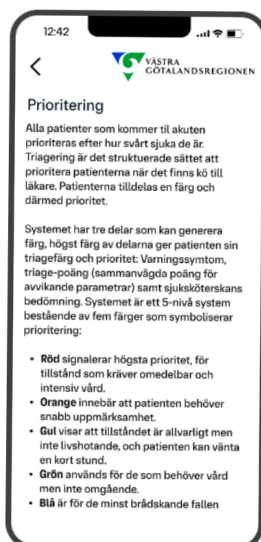 12:42
VÄSTRA
GÖTALANDSREGIONEN
Prioritering
Alla patienter som kommer til akuten
prioriteras efter hur svårt sjuka de är.
Triagering är det struktuerade sättet att
prioritera patienterna när det finns kö till
läkare. Patienterna tilldelas en färg och
därmed prioritet.
Systemet har tre delar som kan generera
färg, högst färg av delarna ger patienten sin
triagefärg och prioritet: Varningssymtom,
triage-poäng (sammanvägda poäng för
avvikande parametrar) samt sjuksköterskans
bedömning. Systemet är ett 5-nivå system
bestående av fem färger som symboliserar
prioritering:
• Röd signalerar högsta prioritet, för
tillstånd som kräver omedelbar och
intensiv vård.
• Orange innebär att patienten behöver
snabb uppmärksamhet.
• Gul visar att tillståndet är allvarligt men
inte livshotande, och patienten kan vänta
en kort stund.
• Grön används för de som behöver vård
men inte omgående.
• Blå är för de minst brådskande fallen